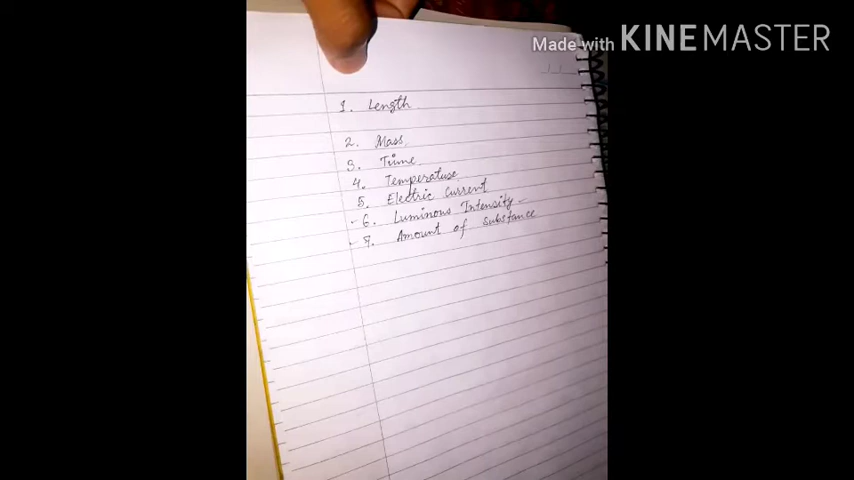 Made with KINEMASTER
1. Length
2. Mass
3. Time
4. Temperature
5. Electric Current
6. Luminous Intensity
7. Amount of substance